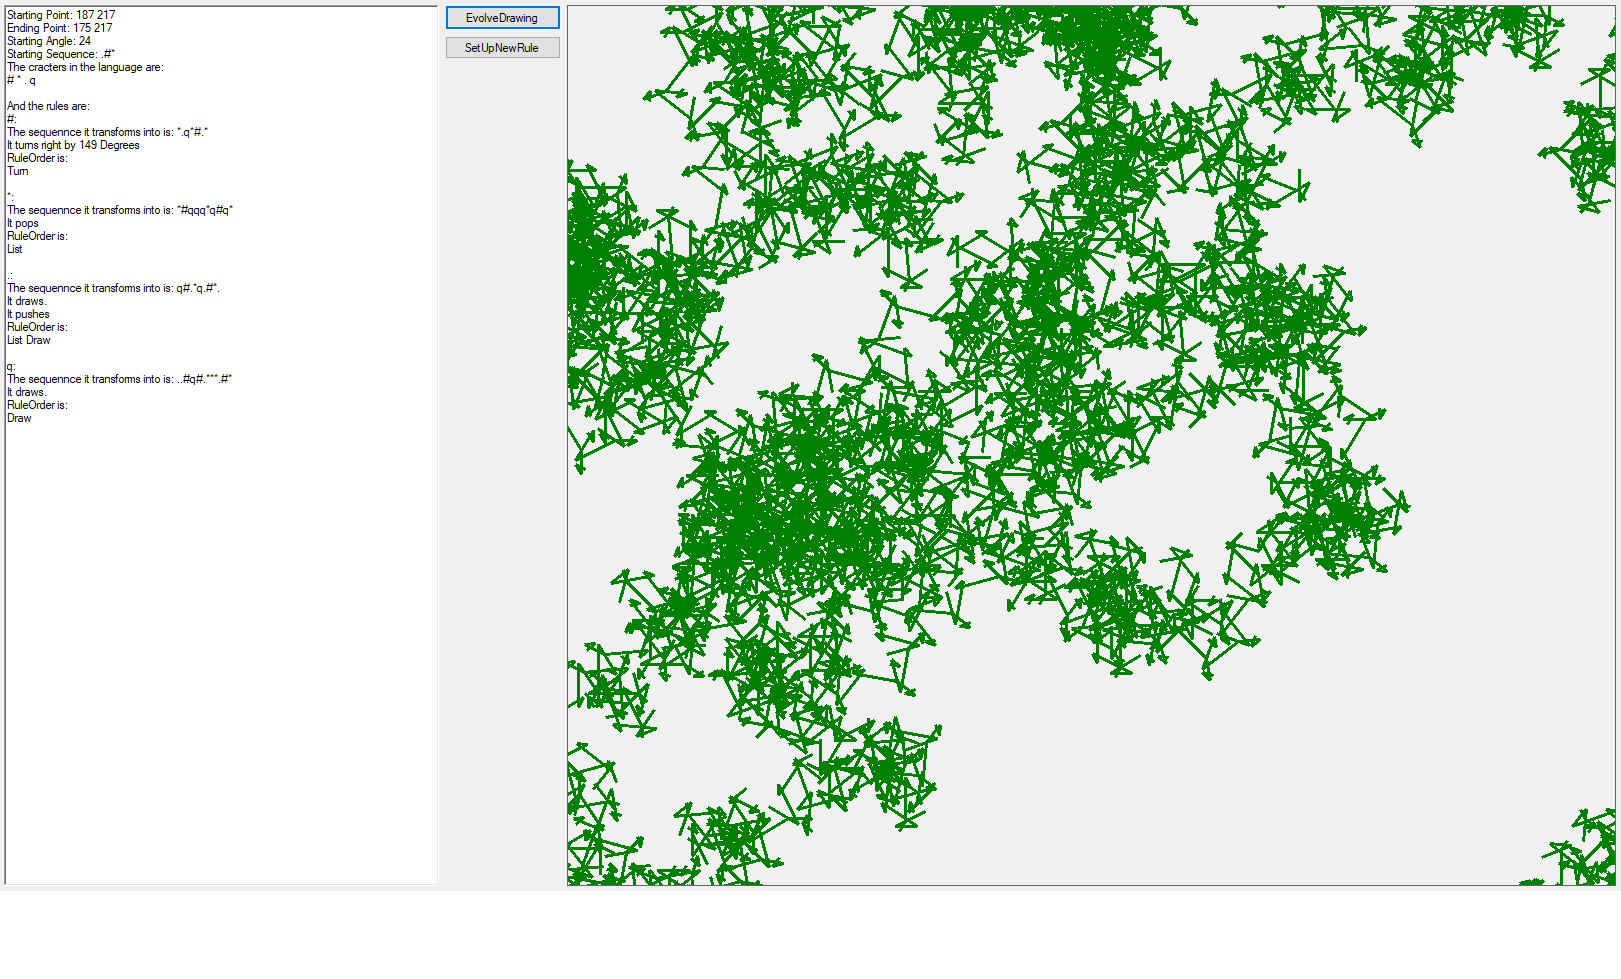 Starting Point: 187 217
Ending Point: 175 217
Starting Angle: 24
Starting Sequence: .#*
The cracters in the language are:
# * . q
And the rules are:
#:
The sequennce it transforms into is: *.q*#.*
It turns right by 149 Degrees
RuleOrder is:
Turn
*:
The sequennce it transforms into is: *#qqq*q#q*
It pops
RuleOrder is:
List
.:
The sequennce it transforms into is: q#.*q.#*.
It draws.
It pushes
RuleOrder is:
List Draw
q:
The sequennce it transforms into is: ..#q#.***.#*
It draws.
RuleOrder is:
Draw
EvolveDrawing
SetUpNewRule